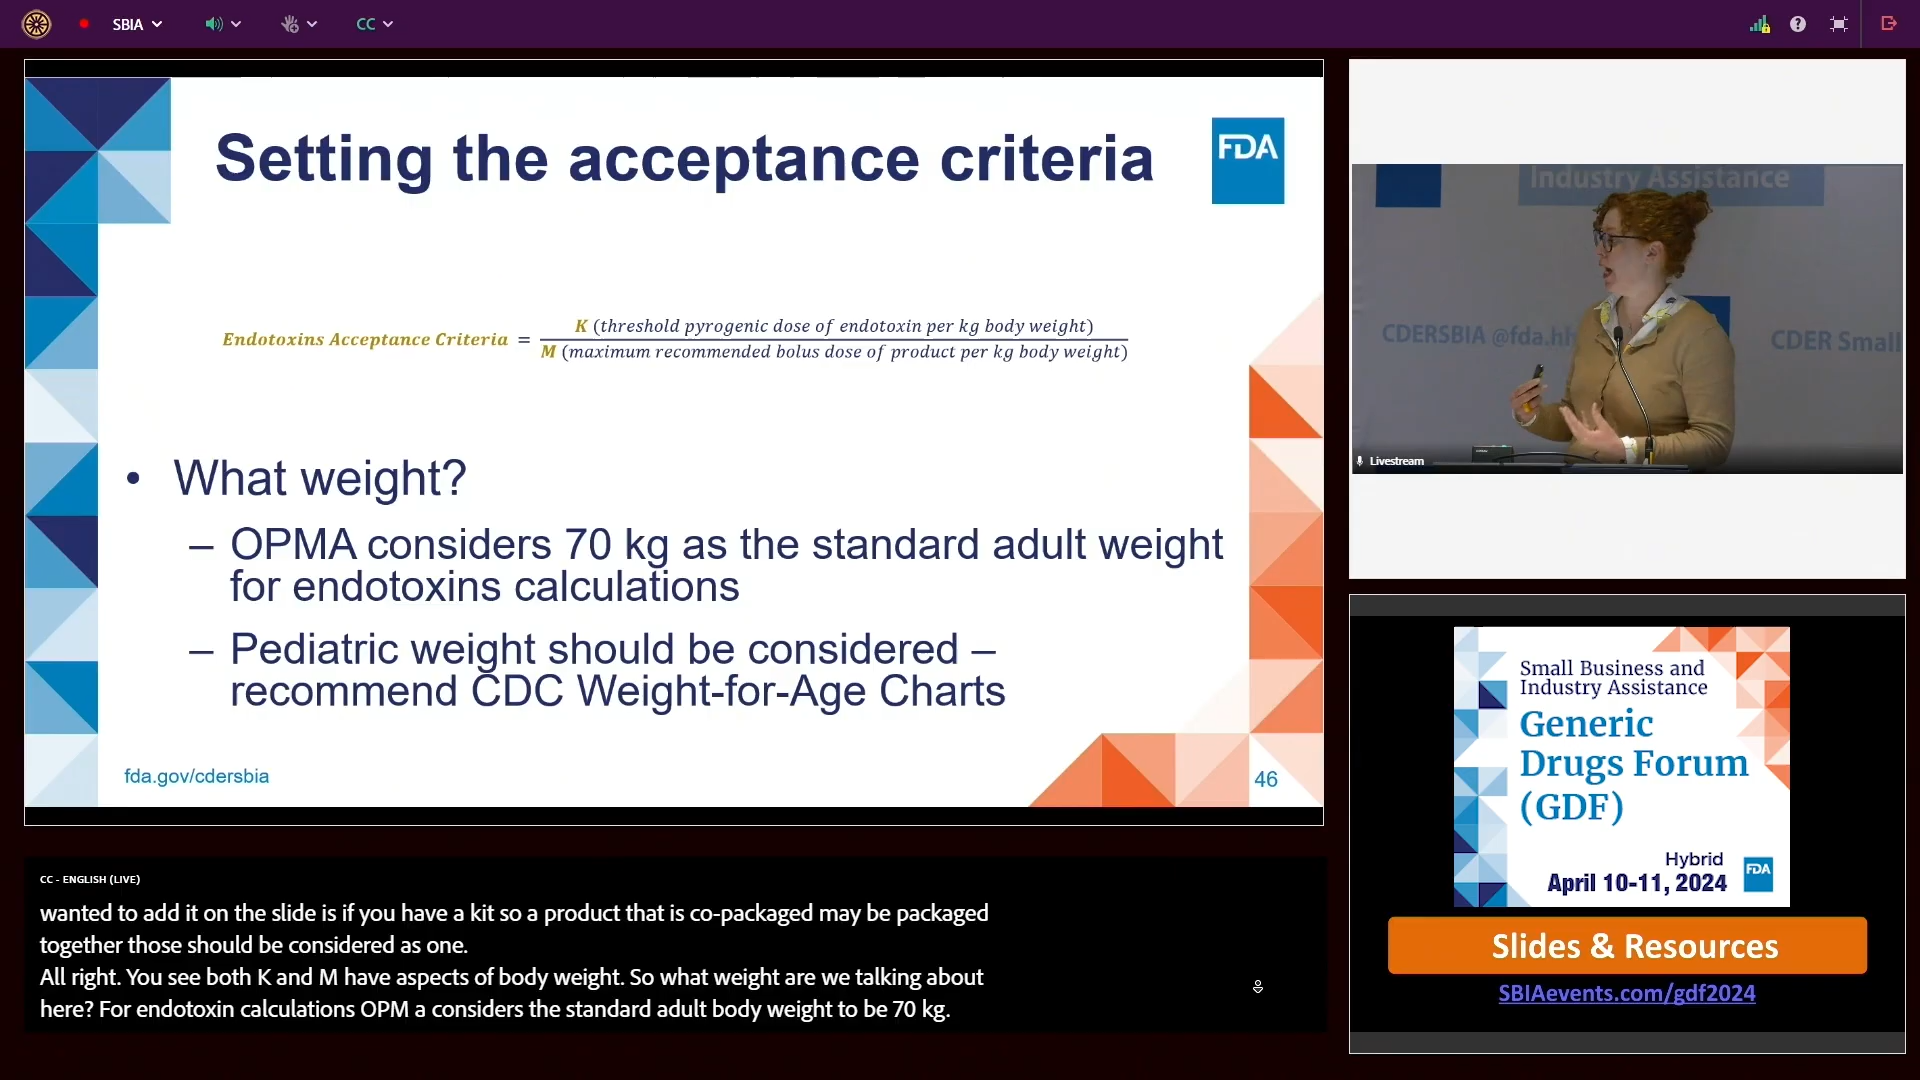 SBIA
CC
Setting the acceptance criteria
FDA
Endotoxins Acceptance Criteria = K (threshold pyrogenic dose of endotoxin per kg body weight)
M (maximum recommended bolus dose of product per kg body weight)
• What weight?
– OPMA considers 70 kg as the standard adult weight
for endotoxins calculations
– Pediatric weight should be considered –
recommend CDC Weight-for-Age Charts
fda.gov/cdersbia
46
CC - ENGLISH (LIVE)
wanted to add it on the slide is if you have a kit so a product that is co-packaged may be packaged
together those should be considered as one.
All right. You see both K and M have aspects of body weight. So what weight are we talking about
here? For endotoxin calculations OPM a considers the standard adult body weight to be 70 kg.
Industry Assistance
CDERSBIA @fda.hh
CDER Small
Livestream
Small Business and
Industry Assistance
Generic
Drugs Forum
(GDF)
Hybrid
April 10-11, 2024
FDA
Slides & Resources
SBIAevents.com/gdf2024